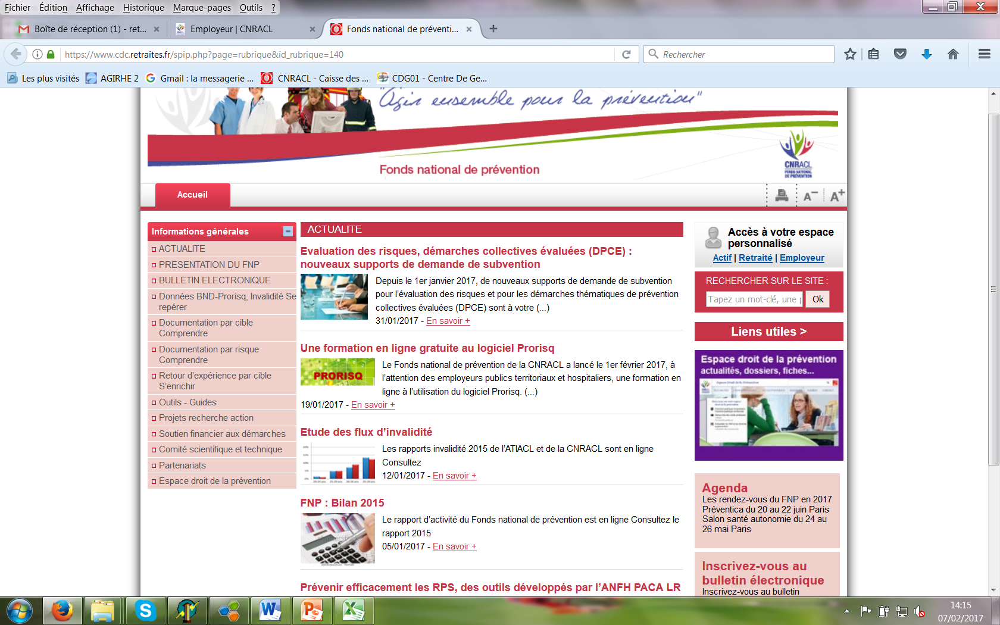 Fichier Édition Affichage Historique Marque-pages Outils ?
Boîte de réception (1) - ret...
Employeur | CNRACL
Fonds national de préventi...
https://www.cdc.retraites.fr/spip.php?page=rubrique&id_rubrique=140
Rechercher
Les plus visités
AGIRHE 2
Gmail : la messagerie ...
CNRACL - Caisse des ...
CDG01 - Centre De Ge...
"Agir ensemble pour la prévention"
Fonds national de prévention
CNRACL
FONDS NATIONAL
DE PRÉVENTION
Accueil
A−
A+
Informations générales
ACTUALITE
PRESENTATION DU FNP
BULLETIN ELECTRONIQUE
Données BND-Prorisq, Invalidité Se
repérer
Documentation par cible
Comprendre
Documentation par risque
Comprendre
Retour d'expérience par cible
S'enrichir
Outils - Guides
Projets recherche action
Soutien financier aux démarches
Comité scientifique et technique
Partenariats
Espace droit de la prévention
ACTUALITE
Evaluation des risques, démarches collectives évaluées (DPCE) :
nouveaux supports de demande de subvention
Depuis le 1er janvier 2017, de nouveaux supports de demande de subvention
pour l'évaluation des risques et pour les démarches thématiques de prévention
collectives évaluées (DPCE) sont à votre (...)
31/01/2017 - En savoir +
Une formation en ligne gratuite au logiciel Prorisq
PRORISQ
Le Fonds national de prévention de la CNRACL a lancé le 1er février 2017, à
l'attention des employeurs publics territoriaux et hospitaliers, une formation en
ligne à l'utilisation du logiciel Prorisq. (...)
19/01/2017 - En savoir +
Etude des flux d'invalidité
Les rapports invalidité 2015 de l'ATIACL et de la CNRACL sont en ligne
Consultez
12/01/2017 - En savoir +
FNP : Bilan 2015
Le rapport d'activité du Fonds national de prévention est en ligne Consultez le
rapport 2015
05/01/2017 - En savoir +
Prévenir efficacement les RPS, des outils développés par l'ANFH PACA LR
Accès à votre espace
personnalisé
Actif | Retraité | Employeur
RECHERCHER SUR LE SITE :
Tapez un mot-clé, une p
Ok
Liens utiles >
Espace droit de la prévention
actualités, dossiers, fiches...
Agenda
Les rendez-vous du FNP en 2017
Préventica du 20 au 22 juin Paris
Salon santé autonomie du 24 au
26 mai Paris
Inscrivez-vous au
bulletin électronique
Inscrivez-vous au bulletin
14:15
07/02/2017